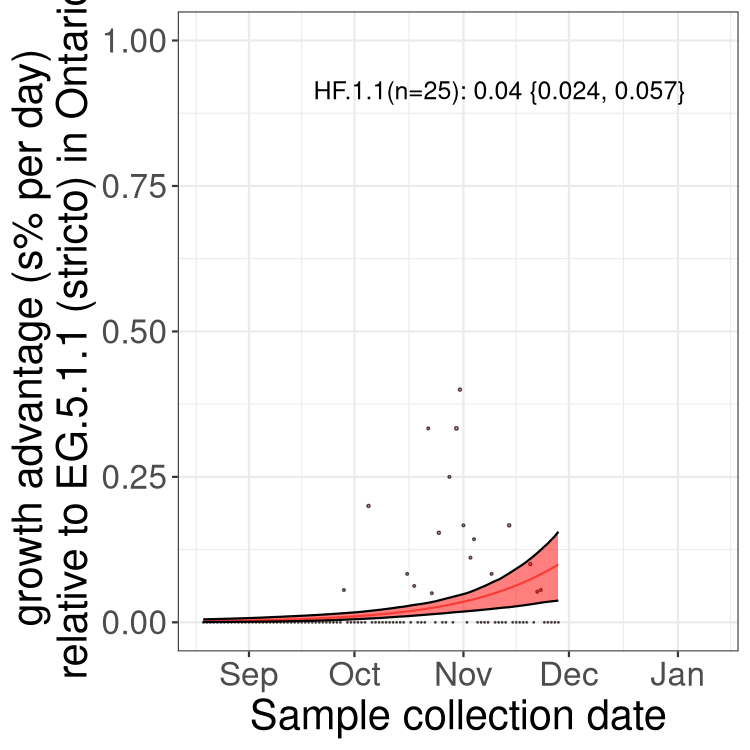 growth advantage (s% per day)
relative to EG.5.1.1 (stricto) in Ontario
1.00
0.75
0.50
0.25
0.00
HF.1.1(n=25): 0.04 {0.024, 0.057}
Sep Oct Nov Dec Jan
Sample collection date